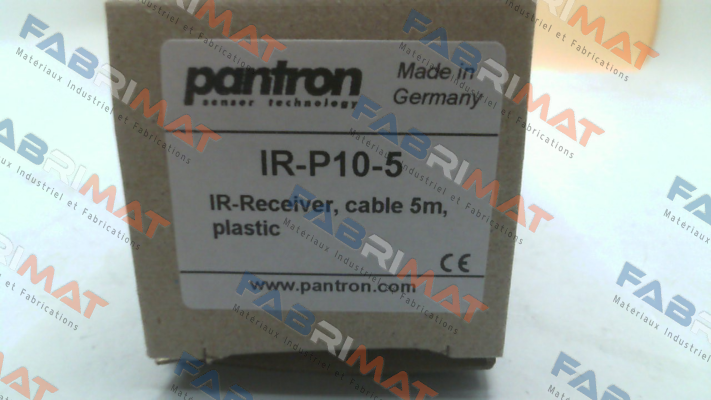 pantron
sensor technology
Made in
Germany
IR-P10-5
IR-Receiver, cable 5m,
plastic
CE
www.pantron.com
FABRIMAT
Materiaux Industriel et Fabrications